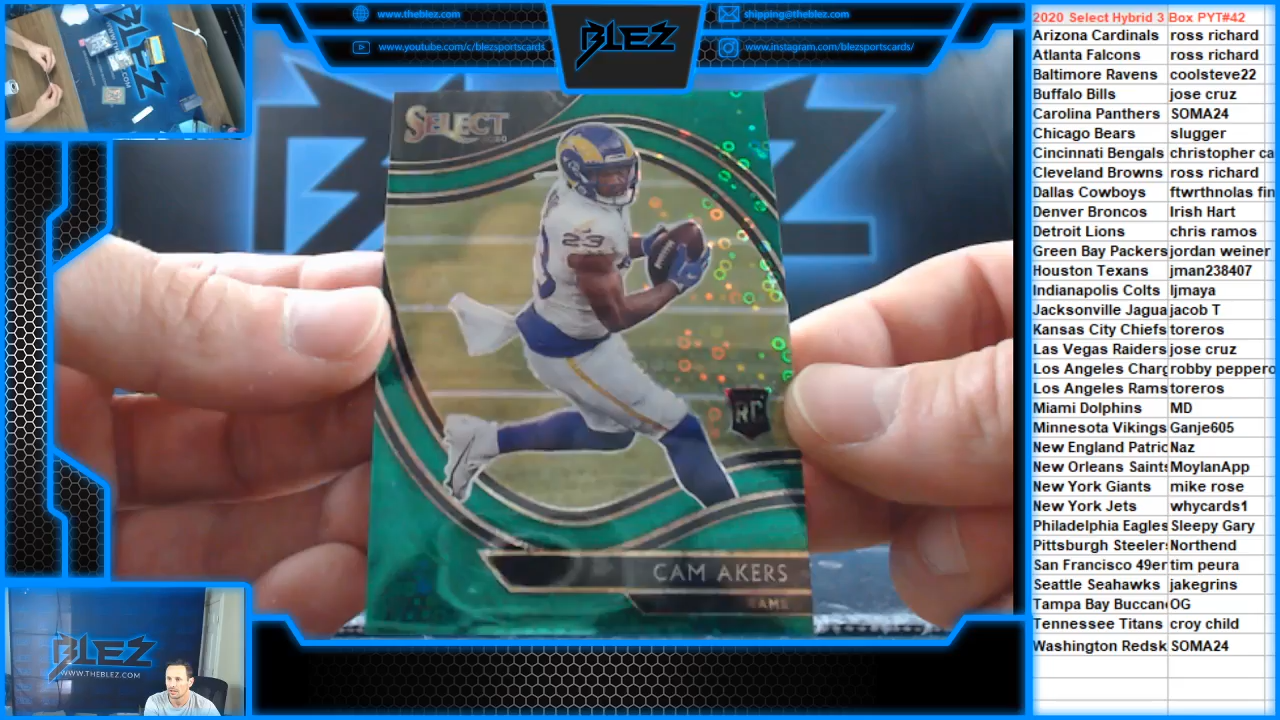 www.theblez.com
www.youtube.com/c/blezsportscards
BLEZ
shipping@theblez.com
www.instagram.com/blezsportscards/
SELECT
23
RC
CAM AKERS
RAMS
BLEZ
WWW.THEBLEZ.COM
2020 Select Hybrid 3 Box PYT#42
Arizona Cardinals ross richard
Atlanta Falcons ross richard
Baltimore Ravens coolsteve22
Buffalo Bills jose cruz
Carolina Panthers SOMA24
Chicago Bears slugger
Cincinnati Bengals christopher ca
Cleveland Browns ross richard
Dallas Cowboys ftwrthnolas fin
Denver Broncos Irish Hart
Detroit Lions chris ramos
Green Bay Packers jordan weiner
Houston Texans jman238407
Indianapolis Colts ljmaya
Jacksonville Jagua jacob T
Kansas City Chiefs toreros
Las Vegas Raiders jose cruz
Los Angeles Charg robby peppero
Los Angeles Rams toreros
Miami Dolphins MD
Minnesota Vikings Ganje605
New England Patric Naz
New Orleans Saints MoylanApp
New York Giants mike rose
New York Jets whycards1
Philadelphia Eagles Sleepy Gary
Pittsburgh Steelers Northend
San Francisco 49er tim peura
Seattle Seahawks jakegrins
Tampa Bay Buccan OG
Tennessee Titans croy child
Washington Redsk SOMA24